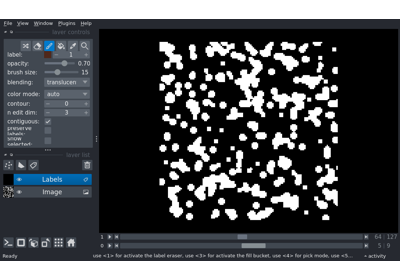 File View Window Plugins Help
layer controls
label: 1
opacity: 0.70
brush size: 15
blending: translucen
color mode: auto
contour: 0
n edit dim: 3
contiguous:
preserve labels:
show selected:
layer list
Labels
Image
1 64 127
0 5 9
Ready use <1> for activate the label eraser, use <3> for activate the fill bucket, use <4> for pick mode, use <5... activity